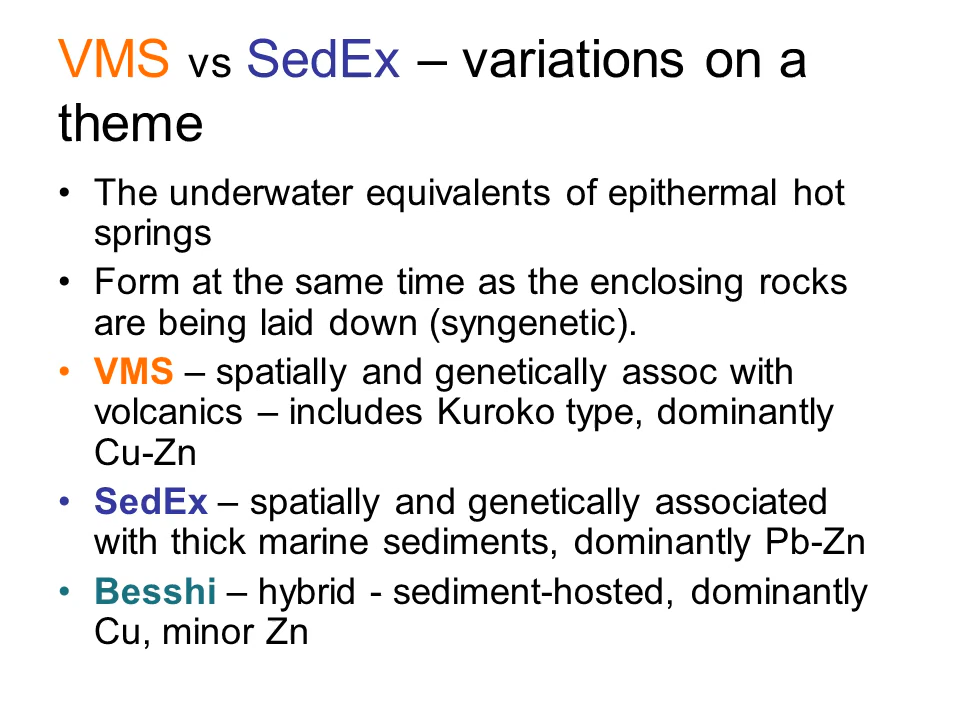 VMS vs SedEx – variations on a
theme
• The underwater equivalents of epithermal hot
springs
• Form at the same time as the enclosing rocks
are being laid down (syngenetic).
• VMS – spatially and genetically assoc with
volcanics – includes Kuroko type, dominantly
Cu-Zn
• SedEx – spatially and genetically associated
with thick marine sediments, dominantly Pb-Zn
• Besshi – hybrid - sediment-hosted, dominantly
Cu, minor Zn